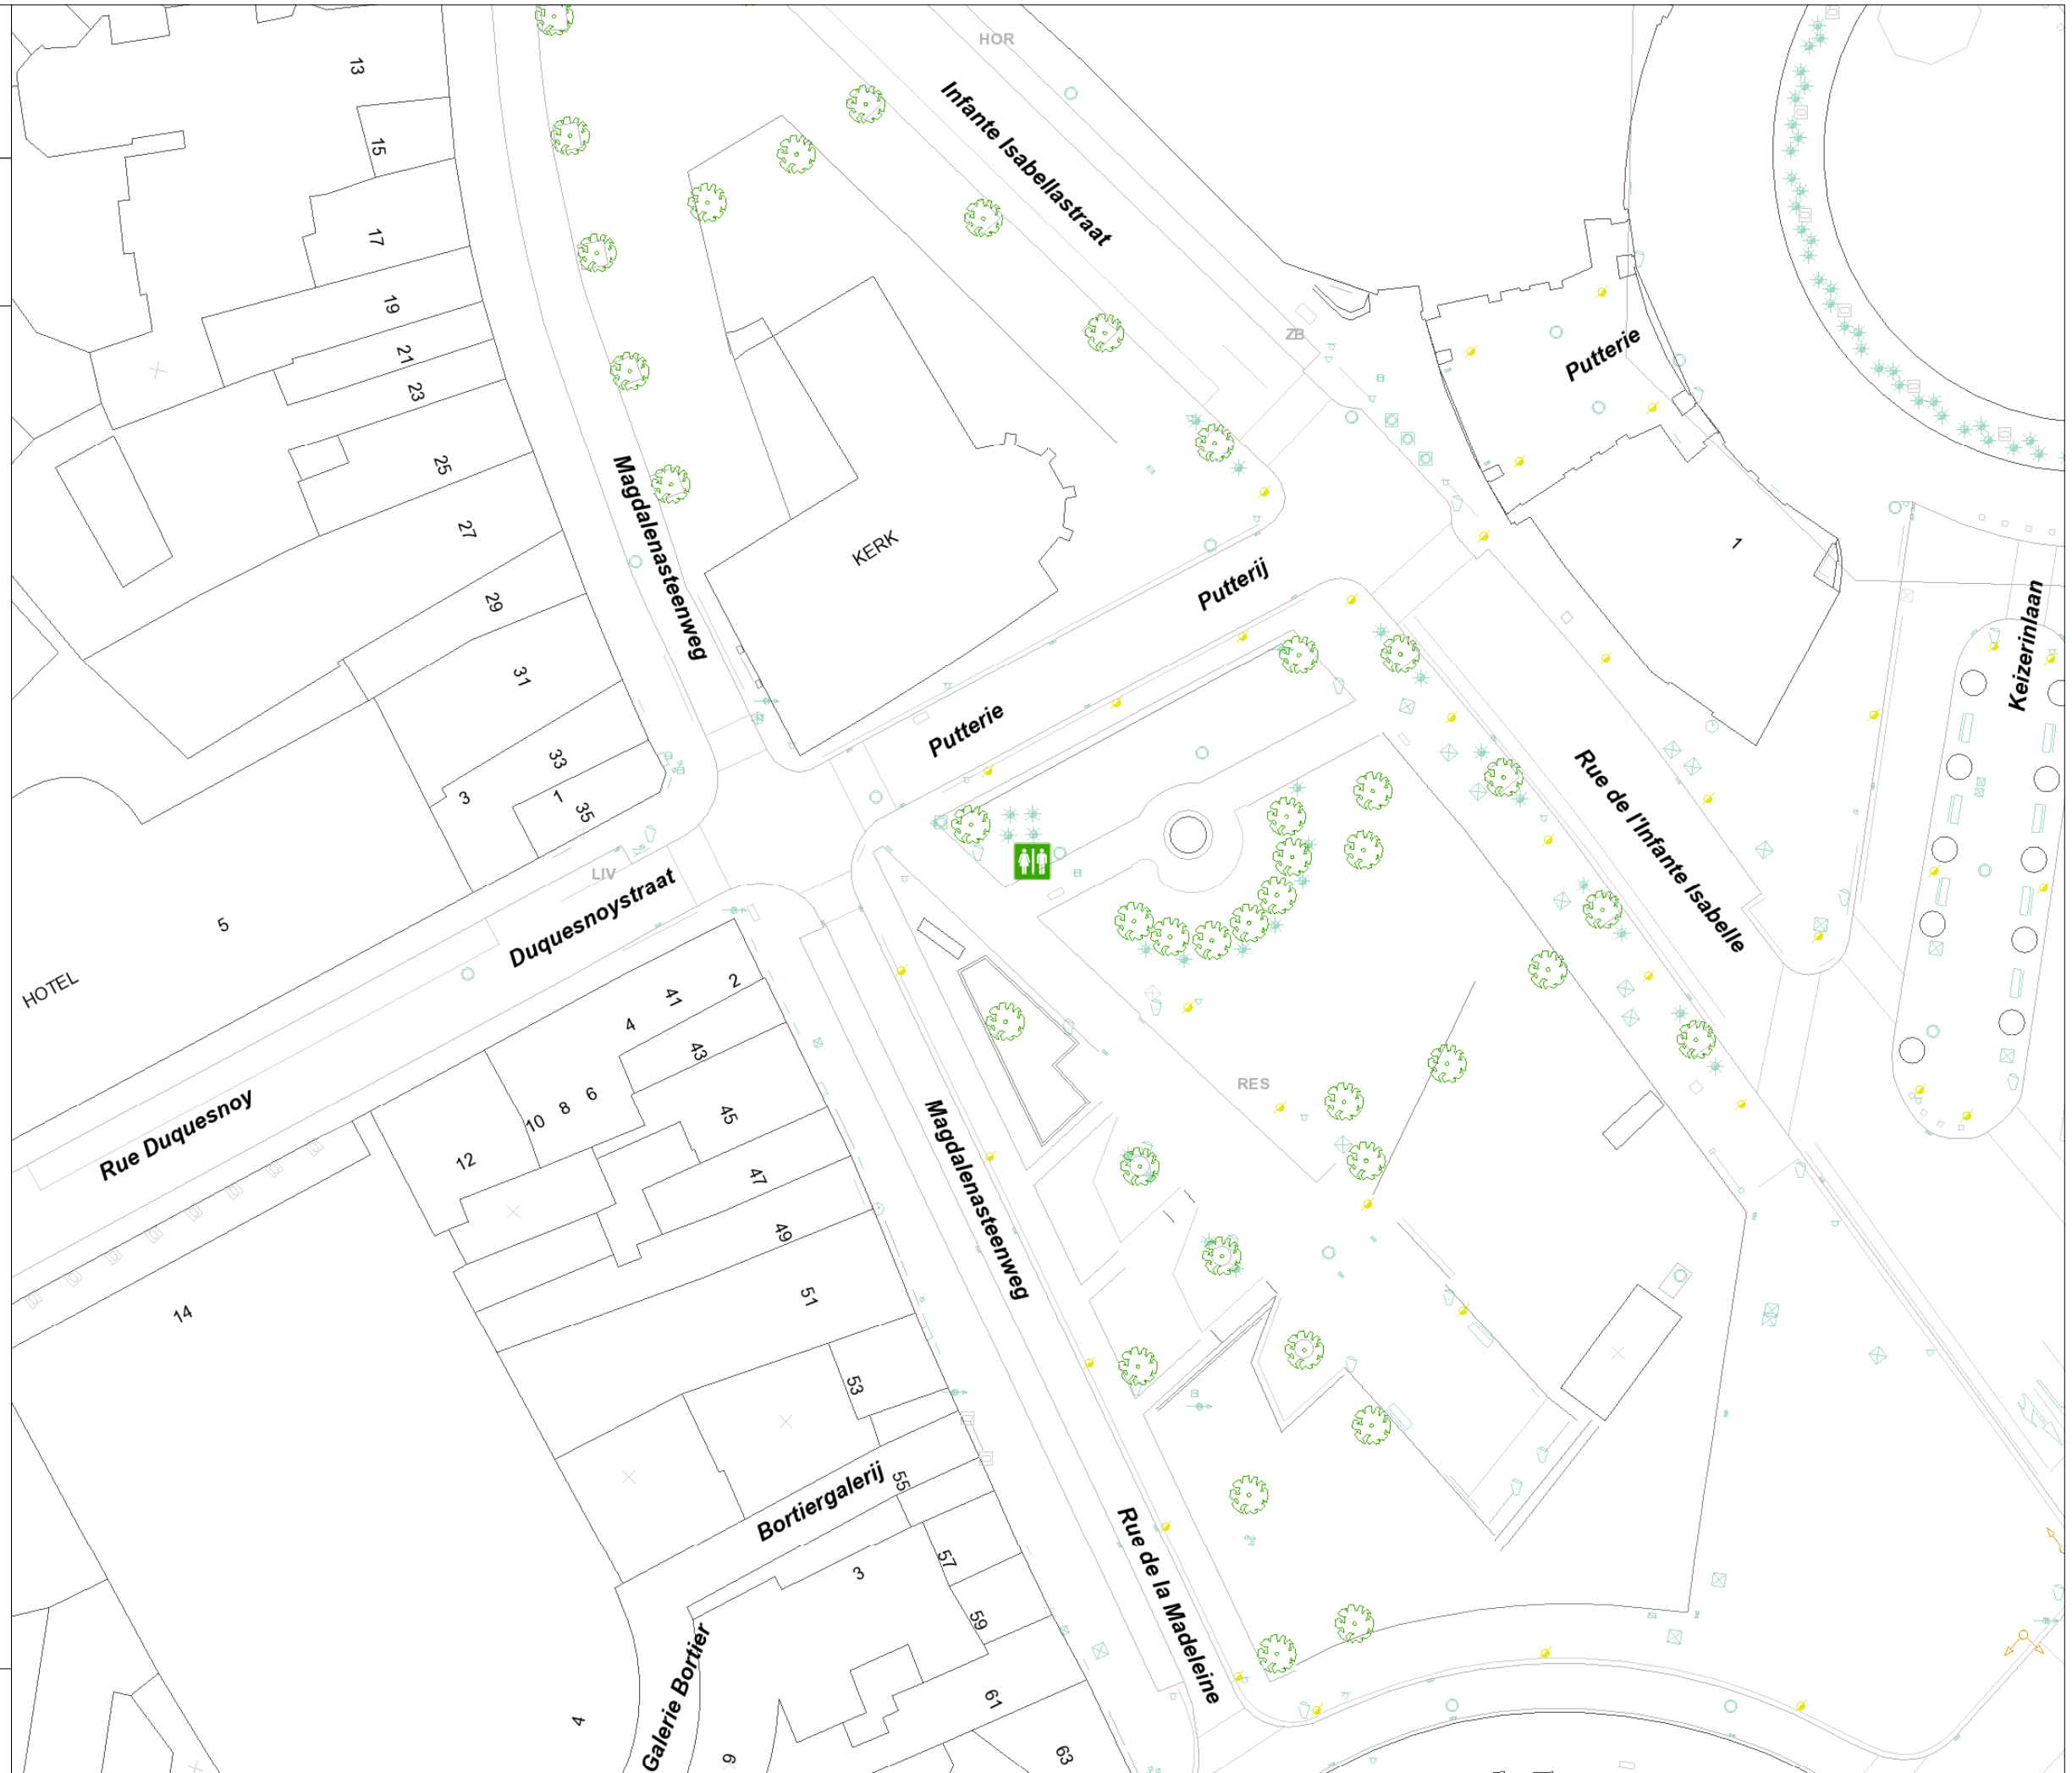 HOR
13
Infante Isabellastraat
15
17
19
21
23
ZB
Putterie
25
27
KERK
Magdalenasteenweg
1
Putterij
29
Keizerinlaan
31
Putterie
33
3
1
35
Rue de l'Infante Isabelle
LIV
Duquesnoystraat
5
HOTEL
2
41
4
43
RES
6
8
10
45
Rue Duquesnoy
12
47
Magdalenasteenweg
49
51
14
53
55
Bortiergalerij
57
3
59
Rue de la Madeleine
Galerie Bortier
61
4
63
9